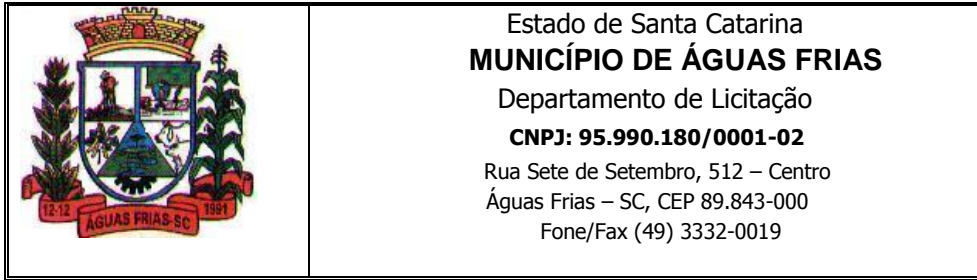 Estado de Santa Catarina
MUNICÍPIO DE ÁGUAS FRIAS
Departamento de Licitação
CNPJ: 95.990.180/0001-02
Rua Sete de Setembro, 512 – Centro
Águas Frias – SC, CEP 89.843-000
Fone/Fax (49) 3332-0019
12-12
ÁGUAS FRIAS-SC
1991